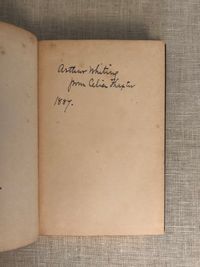 Arthur Whiting
from Celia Thaxter
1887.